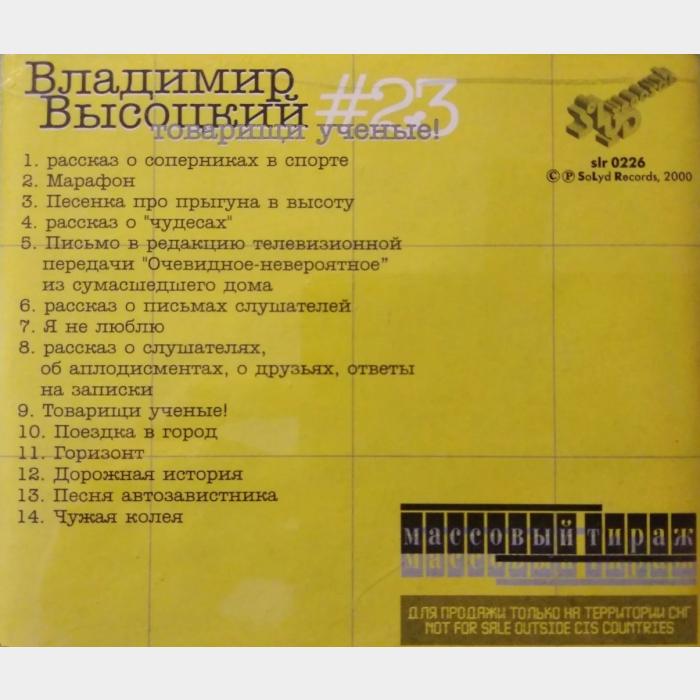 Владимир
Высоцкий #23
товарищи ученые!
SoLyd
slr 0226
© ℗ SoLyd Records, 2000
1. рассказ о соперниках в спорте
2. Марафон
3. Песенка про прыгуна в высоту
4. рассказ о "чудесах"
5. Письмо в редакцию телевизионной
передачи "Очевидное-невероятное"
из сумасшедшего дома
6. рассказ о письмах слушателей
7. Я не люблю
8. рассказ о слушателях,
об аплодисментах, о друзьях, ответы
на записки
9. Товарищи ученые!
10. Поездка в город
11. Горизонт
12. Дорожная история
13. Песня автозавистника
14. Чужая колея
массовый тираж
ДЛЯ ПРОДАЖИ ТОЛЬКО НА ТЕРРИТОРИИ СНГ
NOT FOR SALE OUTSIDE CIS COUNTRIES